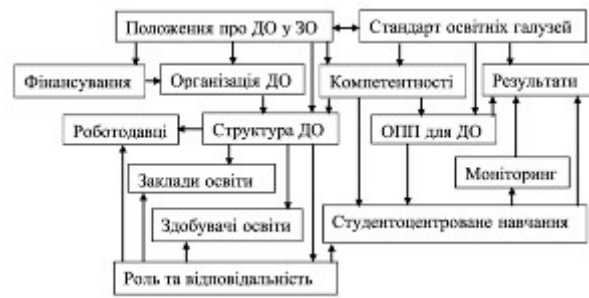 Положення про ДО у ЗО
Стандарт освітніх галузей
Фінансування
Організація ДО
Компетентності
Результати
Роботодавці
Структура ДО
ОПП для ДО
Заклади освіти
Моніторинг
Здобувачі освіти
Студентоцентроване навчання
Роль та відповідальність